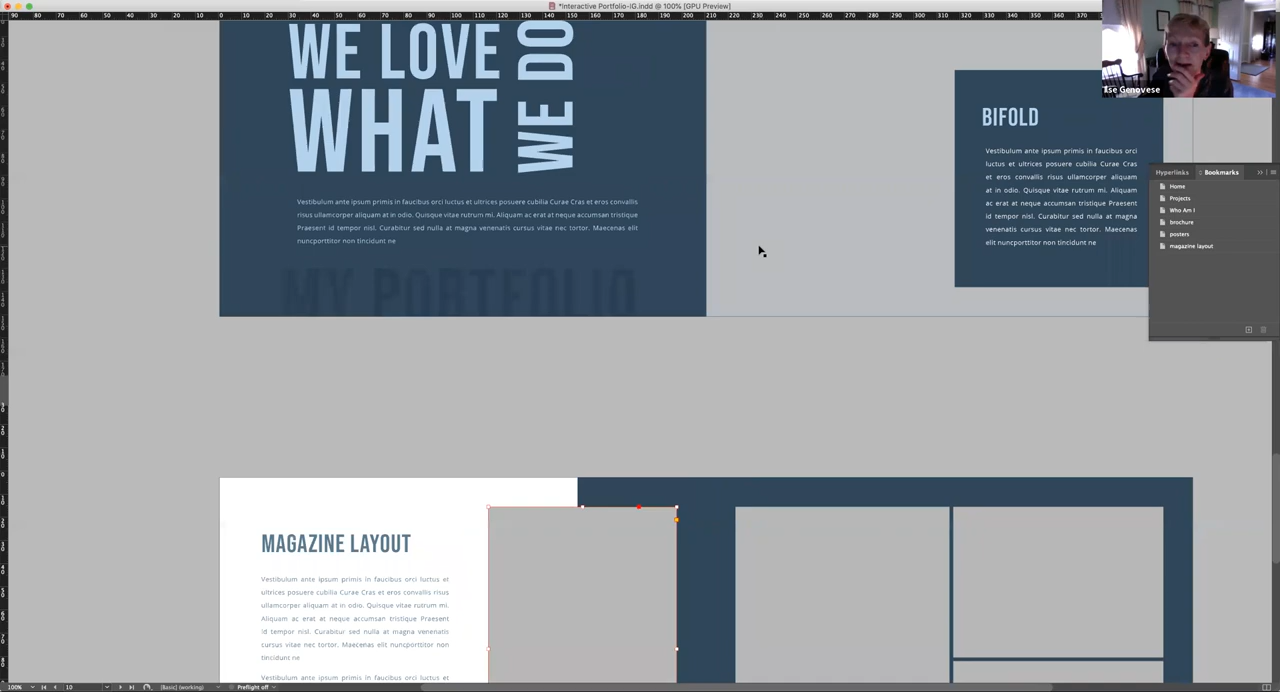 *Interactive Portfolio-IG.indd @ 100% [GPU Preview]
WE LOVE
WHAT
WE DO
Vestibulum ante ipsum primis in faucibus orci luctus et ultrices posuere cubilia Curae Cras et eros convallis
risus ullamcorper aliquam at in odio. Quisque vitae rutrum mi. Aliquam ac erat at neque accumsan tristique
Praesent id tempor nisl. Curabitur sed nulla at magna venenatis cursus vitae nec tortor. Maecenas elit
nuncporttitor non tincidunt ne
MY PORTFOLIO
BIFOLD
Vestibulum ante ipsum primis in faucibus orci
luctus et ultrices posuere cubilia Curae Cras
et eros convallis risus ullamcorper aliquam
at in odio. Quisque vitae rutrum mi. Aliquam
ac erat at neque accumsan tristique
Praesent id tempor nisl. Curabitur sed nulla at magna
venenatis cursus vitae nec tortor. Maecenas elit
nuncporttitor non tincidunt ne
Genovese
Hyperlinks
Bookmarks
Home
Projects
Who Am I
brochure
posters
magazine layout
MAGAZINE LAYOUT
Vestibulum ante ipsum primis in faucibus orci luctus et
ultrices posuere cubilia Curae Cras et eros convallis risus
ullamcorper aliquam at in odio. Quisque vitae rutrum mi.
Aliquam ac erat at neque accumsan tristique Praesent
id tempor nisl. Curabitur sed nulla at magna venenatis
cursus vitae nec tortor. Maecenas elit nuncporttitor non
tincidunt ne
Vestibulum ante ipsum primis in faucibus orci luctus et
100%
10
[Basic] (working)
Preflight off